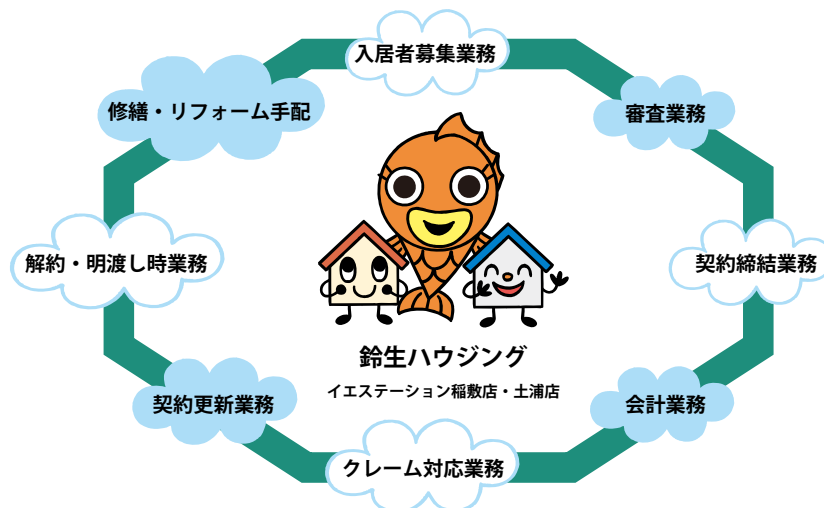 入居者募集業務
修繕・リフォーム手配
審査業務
解約・明渡し時業務
契約締結業務
鈴生ハウジング
イエステーション稲敷店・土浦店
契約更新業務
会計業務
クレーム対応業務